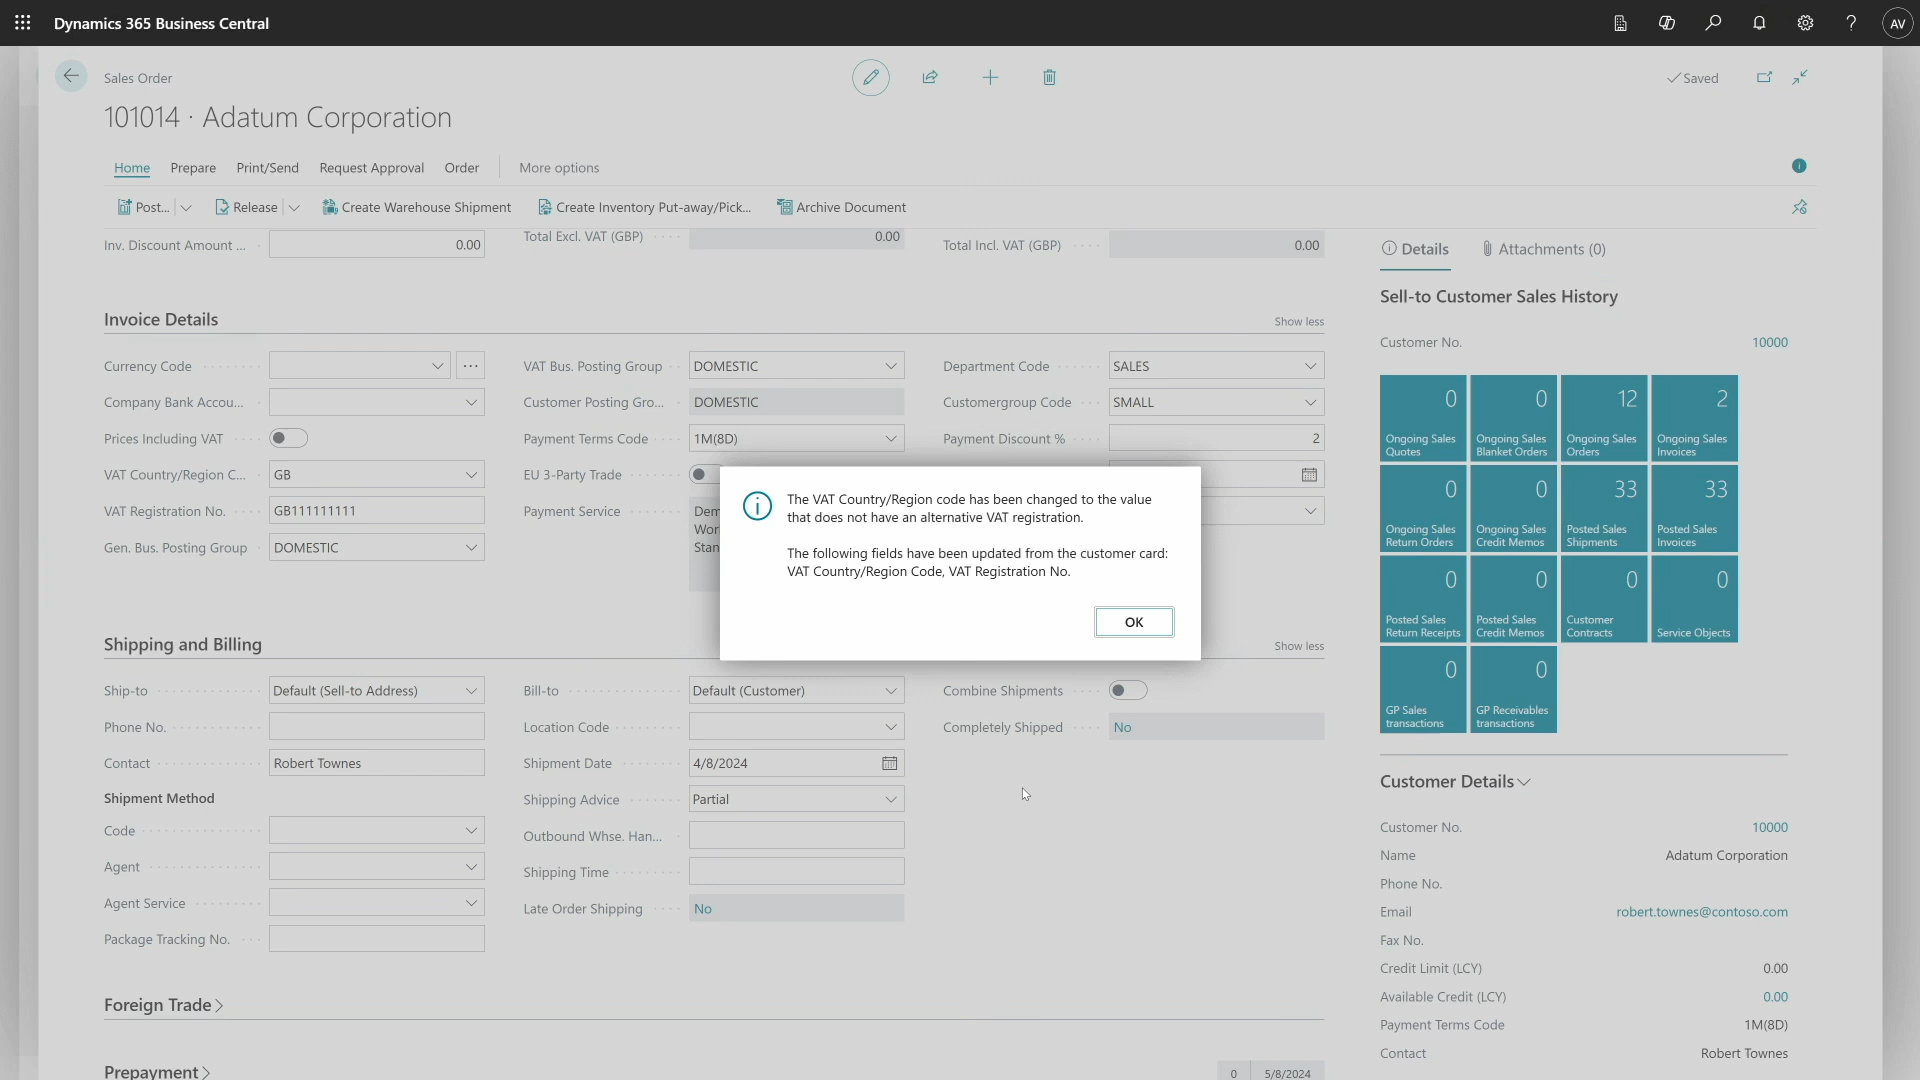 Dynamics 365 Business Central
AV
Sales Order
Saved
101014 · Adatum Corporation
Home
Prepare
Print/Send
Request Approval
Order
More options
Post...
Release
Create Warehouse Shipment
Create Inventory Put-away/Pick...
Archive Document
Inv. Discount Amount ...
0.00
Total Excl. VAT (GBP)
0.00
Total Incl. VAT (GBP)
0.00
Invoice Details
Show less
Currency Code
Company Bank Accou...
Prices Including VAT
VAT Country/Region C...
GB
VAT Registration No.
GB111111111
Gen. Bus. Posting Group
DOMESTIC
VAT Bus. Posting Group
DOMESTIC
Customer Posting Gro...
DOMESTIC
Payment Terms Code
1M(8D)
EU 3-Party Trade
Payment Service
Dem
Wor
Stan
Department Code
SALES
Customergroup Code
SMALL
Payment Discount %
2
The VAT Country/Region code has been changed to the value
that does not have an alternative VAT registration.
The following fields have been updated from the customer card:
VAT Country/Region Code, VAT Registration No.
OK
Shipping and Billing
Show less
Ship-to
Default (Sell-to Address)
Phone No.
Contact
Robert Townes
Shipment Method
Code
Agent
Agent Service
Package Tracking No.
Bill-to
Default (Customer)
Location Code
Shipment Date
4/8/2024
Shipping Advice
Partial
Outbound Whse. Han...
Shipping Time
Late Order Shipping
No
Combine Shipments
Completely Shipped
No
Foreign Trade
Prepayment
0
5/8/2024
Details
Attachments (0)
Sell-to Customer Sales History
Customer No.
10000
0
Ongoing Sales
Quotes
0
Ongoing Sales
Blanket Orders
12
Ongoing Sales
Orders
2
Ongoing Sales
Invoices
0
Ongoing Sales
Return Orders
0
Ongoing Sales
Credit Memos
33
Posted Sales
Shipments
33
Posted Sales
Invoices
0
Posted Sales
Return Receipts
0
Posted Sales
Credit Memos
0
Customer
Contracts
0
Service Objects
0
GP Sales
transactions
0
GP Receivables
transactions
Customer Details
Customer No.
10000
Name
Adatum Corporation
Phone No.
Email
robert.townes@contoso.com
Fax No.
Credit Limit (LCY)
0.00
Available Credit (LCY)
0.00
Payment Terms Code
1M(8D)
Contact
Robert Townes